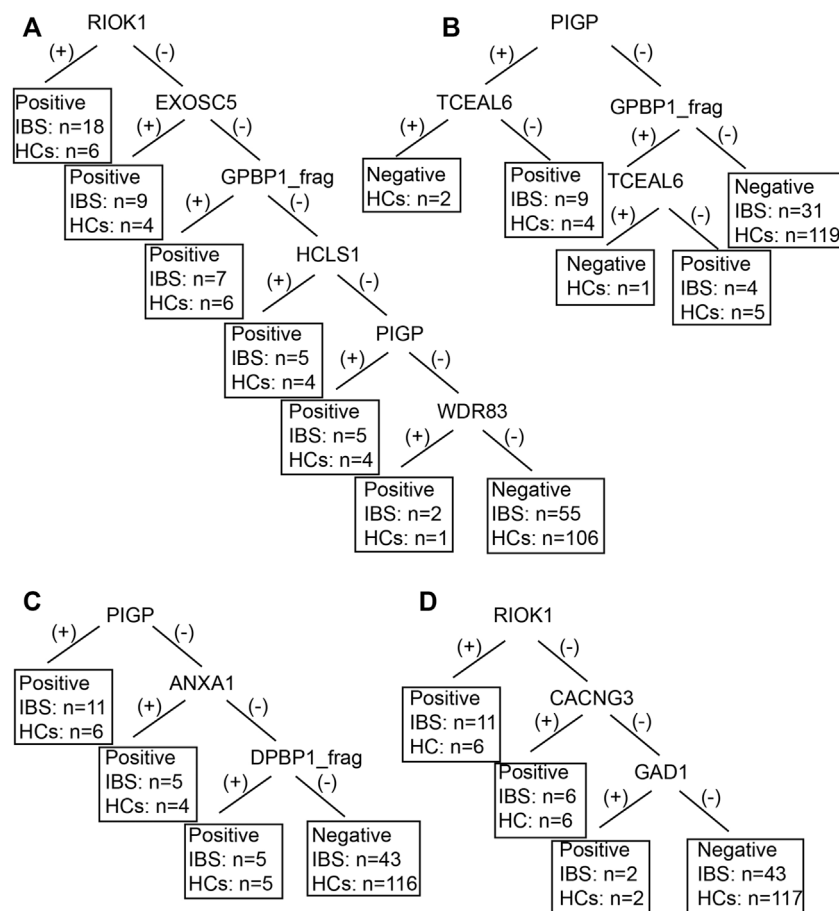 A
RIOK1
(+)
(-)
Positive
IBS: n=18
HCs: n=6
EXOSC5
(+)
(-)
Positive
IBS: n=9
HCs: n=4
GPBP1_frag
(+)
(-)
Positive
IBS: n=7
HCs: n=6
HCLS1
(+)
(-)
Positive
IBS: n=5
HCs: n=4
PIGP
(+)
(-)
Positive
IBS: n=5
HCs: n=4
WDR83
(+)
(-)
Positive
IBS: n=2
HCs: n=1
Negative
IBS: n=55
HCs: n=106
B
PIGP
(+)
(-)
TCEAL6
(+)
(-)
Negative
HCs: n=2
Positive
IBS: n=9
HCs: n=4
GPBP1_frag
(+)
(-)
TCEAL6
(+)
(-)
Negative
HCs: n=1
Positive
IBS: n=4
HCs: n=5
Negative
IBS: n=31
HCs: n=119
C
PIGP
(+)
(-)
Positive
IBS: n=11
HCs: n=6
ANXA1
(+)
(-)
Positive
IBS: n=5
HCs: n=4
DPBP1_frag
(+)
(-)
Positive
IBS: n=5
HCs: n=5
Negative
IBS: n=43
HCs: n=116
D
RIOK1
(+)
(-)
Positive
IBS: n=11
HC: n=6
CACNG3
(+)
(-)
Positive
IBS: n=6
HC: n=6
GAD1
(+)
(-)
Positive
IBS: n=2
HCs: n=2
Negative
IBS: n=43
HCs: n=117